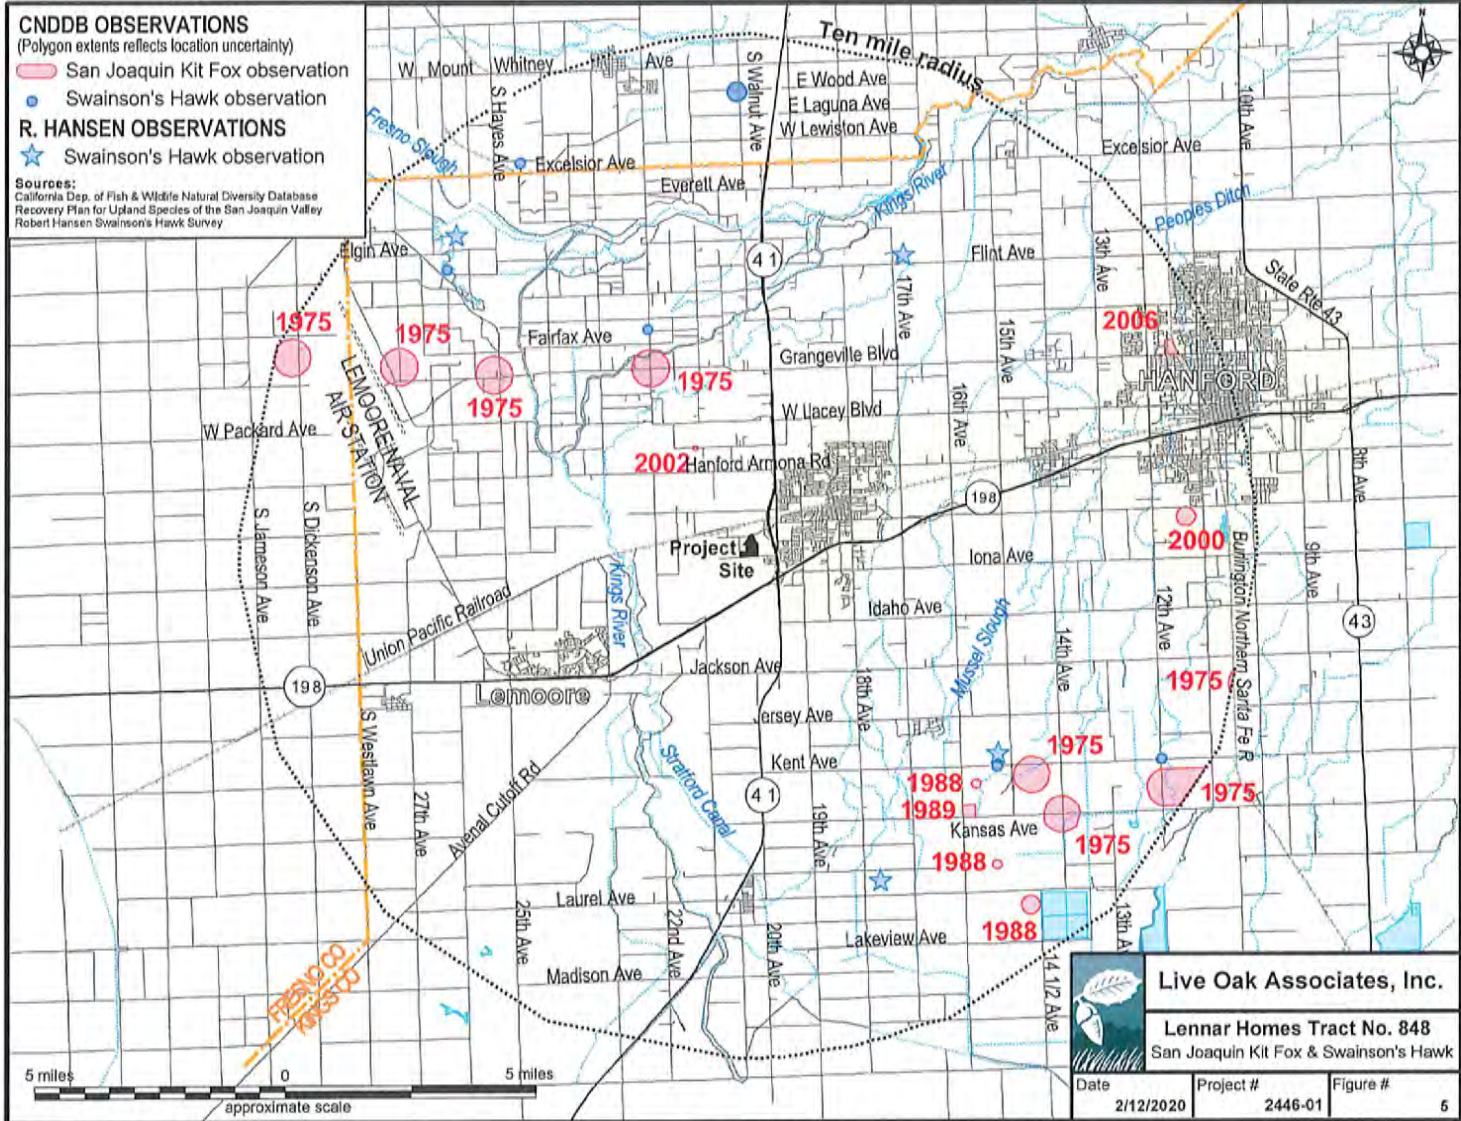 CNDDB OBSERVATIONS
(Polygon extents reflects location uncertainty)
San Joaquin Kit Fox observation
Swainson's Hawk observation
R. HANSEN OBSERVATIONS
Swainson's Hawk observation
Sources:
California Dep. of Fish & Wildlife Natural Diversity Database
Recovery Plan for Upland Species of the San Joaquin Valley
Robert Hansen Swainson's Hawk Survey
N
Ten mile radius
W Mount Whitney Ave
S Walnut Ave
E Wood Ave
E Laguna Ave
W Lewiston Ave
S Hayes Ave
Fresno Slough
Excelsior Ave
Excelsior Ave
10th Ave
Everett Ave
Kings River
Peoples Ditch
Elgin Ave
41
Flint Ave
13th Ave
17th Ave
State Rte 43
1975
1975
Fairfax Ave
Grangeville Blvd
15th Ave
2006
1975
1975
HANFORD
LEMOORE NAVAL
AIR STATION
W Lacey Blvd
16th Ave
W Packard Ave
2002
Hanford Armona Rd
8th Ave
198
S Jameson Ave
S Dickenson Ave
Project
Site
2000
Iona Ave
Burlington Northern Santa Fe R
9th Ave
Kings River
Union Pacific Railroad
Idaho Ave
12th Ave
43
Mussel Slough
14th Ave
Jackson Ave
198
Lemoore
1975
18th Ave
Jersey Ave
S Westlawn Ave
Stratford Canal
Kent Ave
1975
1988
41
1975
27th Ave
Avenal Cutoff Rd
19th Ave
1989
Kansas Ave
1975
1988
Laurel Ave
25th Ave
22nd Ave
20th Ave
1988
13th A
Lakeview Ave
Madison Ave
14 1/2 Ave
FRESNO CO
KINGS CO
5 miles
0
5 miles
approximate scale
Live Oak Associates, Inc.
Lennar Homes Tract No. 848
San Joaquin Kit Fox & Swainson's Hawk
Date
Project #
Figure #
2/12/2020
2446-01
5